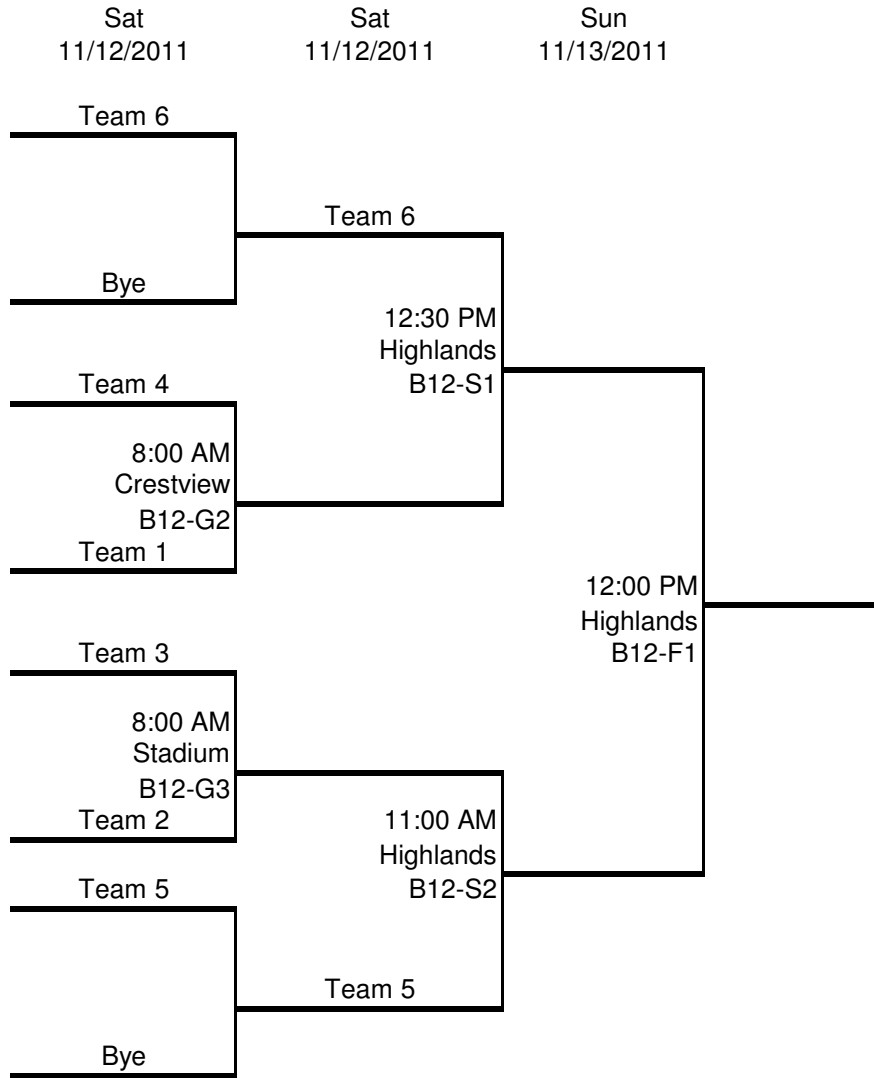 Sat Sat Sun
11/12/2011 11/12/2011 11/13/2011
Team 6
Team 6
Bye
12:30 PM
Highlands
B12-S1
Team 4
8:00 AM
Crestview
B12-G2
Team 1
12:00 PM
Highlands
B12-F1
Team 3
8:00 AM
Stadium
B12-G3
Team 2
11:00 AM
Highlands
B12-S2
Team 5
Team 5
Bye